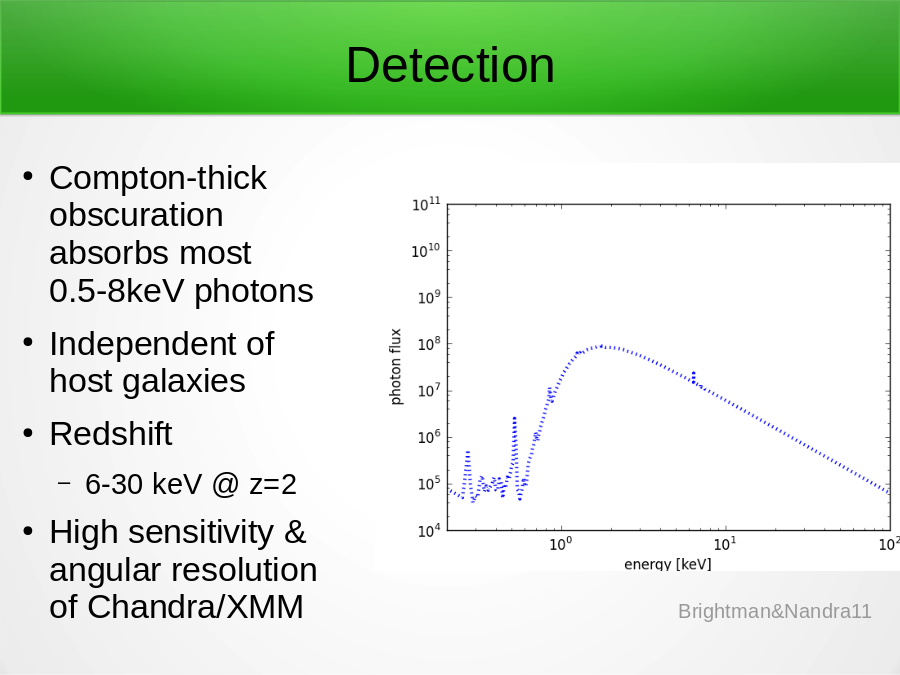 Detection
• Compton-thick
obscuration
absorbs most
0.5-8keV photons
• Independent of
host galaxies
• Redshift
– 6-30 keV @ z=2
• High sensitivity &
angular resolution
of Chandra/XMM
photon flux
10^11
10^10
10^9
10^8
10^7
10^6
10^5
10^4
10^0
10^1
10^2
energy [keV]
Brightman&Nandra11